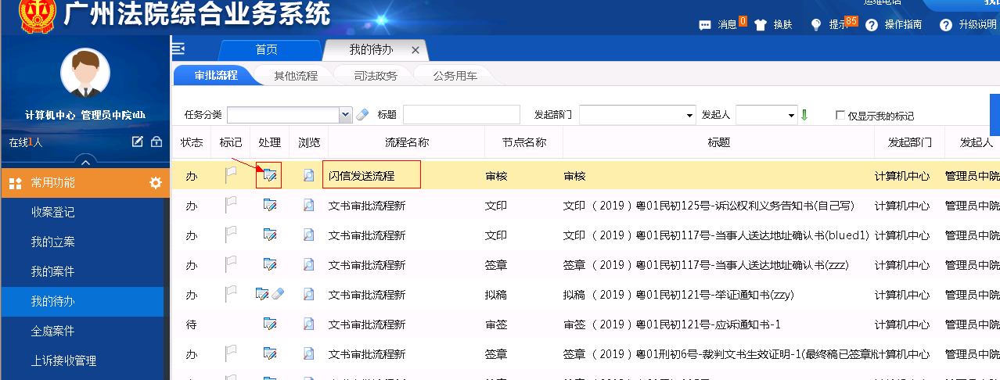 运维电话
广州法院综合业务系统
消息 0 换肤 提示 85 操作指南 升级说明
首页 我的待办
审批流程 其他流程 司法政务 公务用车
任务分类 标题 发起部门 发起人 仅显示我的标记
计算机中心 管理员中院tdh
在线1人
状态 标记 处理 浏览 流程名称 节点名称 标题 发起部门 发起人
办 闪信发送流程 审核 审核 计算机中心 管理员中院
常用功能
办 文书审批流程新 文印 文印 （2019）粤01民初125号-诉讼权利义务告知书(自己写) 计算机中心 管理员中院
收案登记
办 文书审批流程新 文印 文印 （2019）粤01民初117号-当事人送达地址确认书(blued1) 计算机中心 管理员中院
我的立案
办 文书审批流程新 签章 签章 （2019）粤01民初117号-当事人送达地址确认书(zzz) 计算机中心 管理员中院
我的案件
办 文书审批流程新 拟稿 拟稿 （2019）粤01民初121号-举证通知书(zzy) 计算机中心 管理员中院
我的待办
待 文书审批流程新 审签 审签 （2019）粤01民初121号-应诉通知书-1 计算机中心 管理员中院
全庭案件
办 文书审批流程新 签章 签章 （2019）粤01刑初6号-裁判文书生效证明-1(最终稿已签章 计算机中心 管理员中院
上诉接收管理